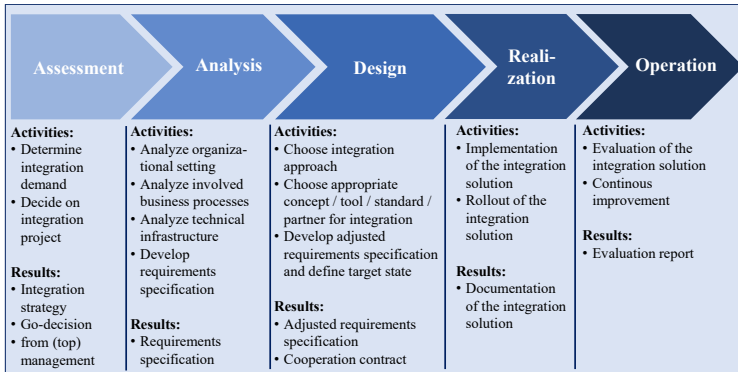 Assessment
Analysis
Design
Reali-
zation
Operation
Activities:
• Determine
integration
demand
• Decide on
integration
project
Results:
• Integration
strategy
• Go-decision
• from (top)
management
Activities:
• Analyze organiza-
tional setting
• Analyze involved
business processes
• Analyze technical
infrastructure
• Develop
requirements
specification
Results:
• Requirements
specification
Activities:
• Choose integration
approach
• Choose appropriate
concept / tool / standard /
partner for integration
• Develop adjusted
requirements specification
and define target state
Results:
• Adjusted requirements
specification
• Cooperation contract
Activities:
• Implementation
of the integration
solution
• Rollout of the
integration
solution
Results:
• Documentation
of the integration
solution
Activities:
• Evaluation of the
integration solution
• Continous
improvement
Results:
• Evaluation report